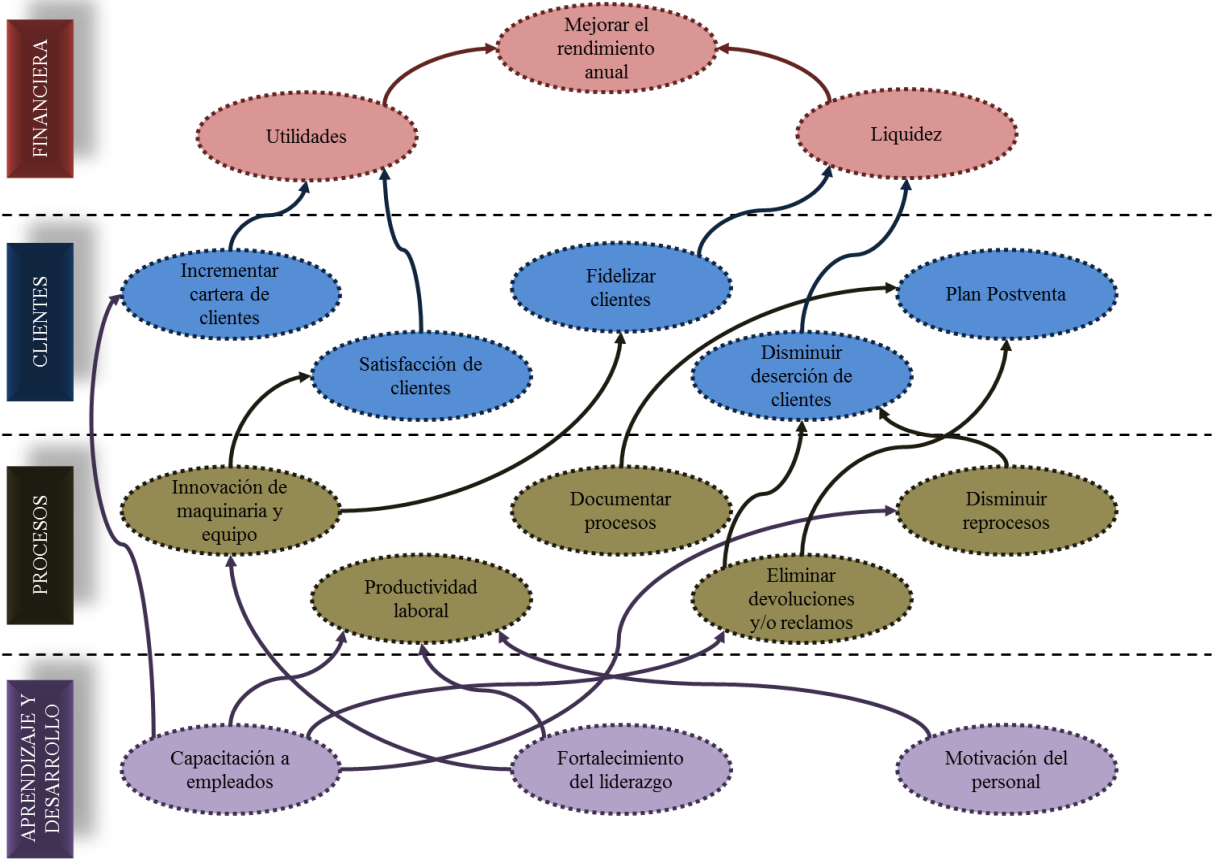 FINANCIERA
Mejorar el
rendimiento
anual
Utilidades
Liquidez
CLIENTES
Incrementar
cartera de
clientes
Fidelizar
clientes
Plan Postventa
Satisfacción de
clientes
Disminuir
deserción de
clientes
PROCESOS
Innovación de
maquinaria y
equipo
Documentar
procesos
Disminuir
reprocesos
Productividad
laboral
Eliminar
devoluciones
y/o reclamos
APRENDIZAJE Y
DESARROLLO
Capacitación a
empleados
Fortalecimiento
del liderazgo
Motivación del
personal